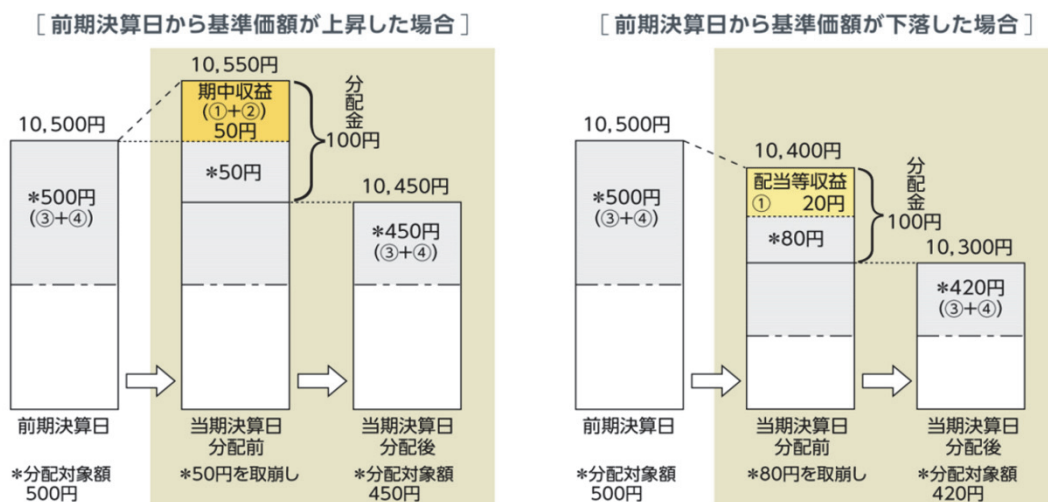 [前期決算日から基準価額が上昇した場合]
10,550円
期中収益
(①+②)
50円
分配金
100円
10,500円
*50円
*500円
(③+④)
10,450円
*450円
(③+④)
前期決算日
当期決算日
分配前
当期決算日
分配後
*分配対象額
500円
*50円を取崩し
*分配対象額
450円
[前期決算日から基準価額が下落した場合]
10,500円
10,400円
配当等収益
① 20円
分配金
100円
*500円
(③+④)
*80円
10,300円
*420円
(③+④)
前期決算日
当期決算日
分配前
当期決算日
分配後
*分配対象額
500円
*80円を取崩し
*分配対象額
420円